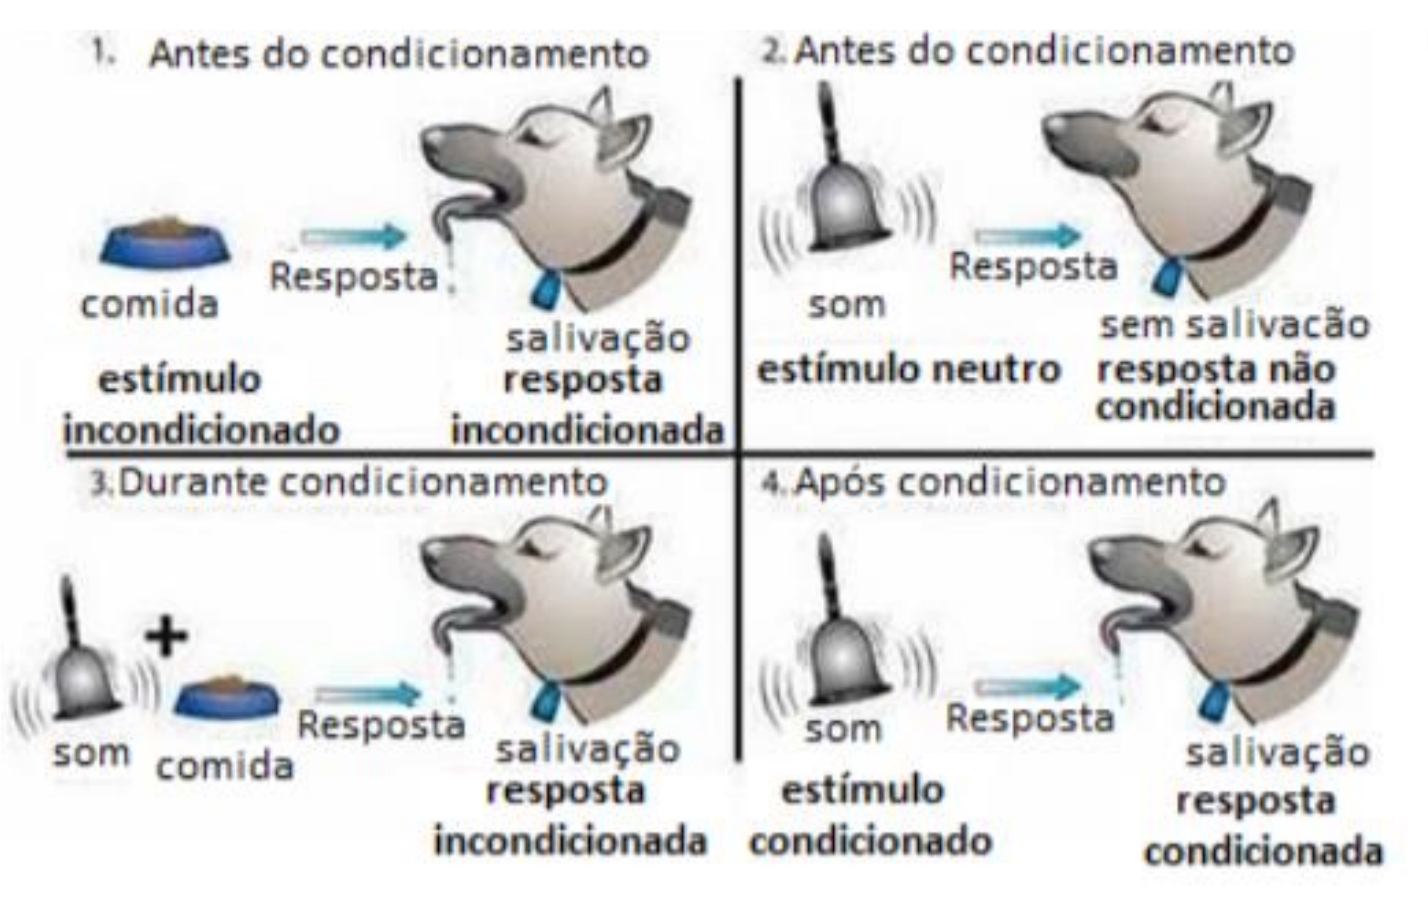 1. Antes do condicionamento
comida
Resposta
salivação
estímulo
incondicionado
resposta
incondicionada
2. Antes do condicionamento
som
Resposta
sem salivacão
estímulo neutro
resposta não
condicionada
3. Durante condicionamento
+
som
comida
Resposta
salivação
resposta
incondicionada
4. Após condicionamento
som
Resposta
salivação
estímulo
condicionado
resposta
condicionada